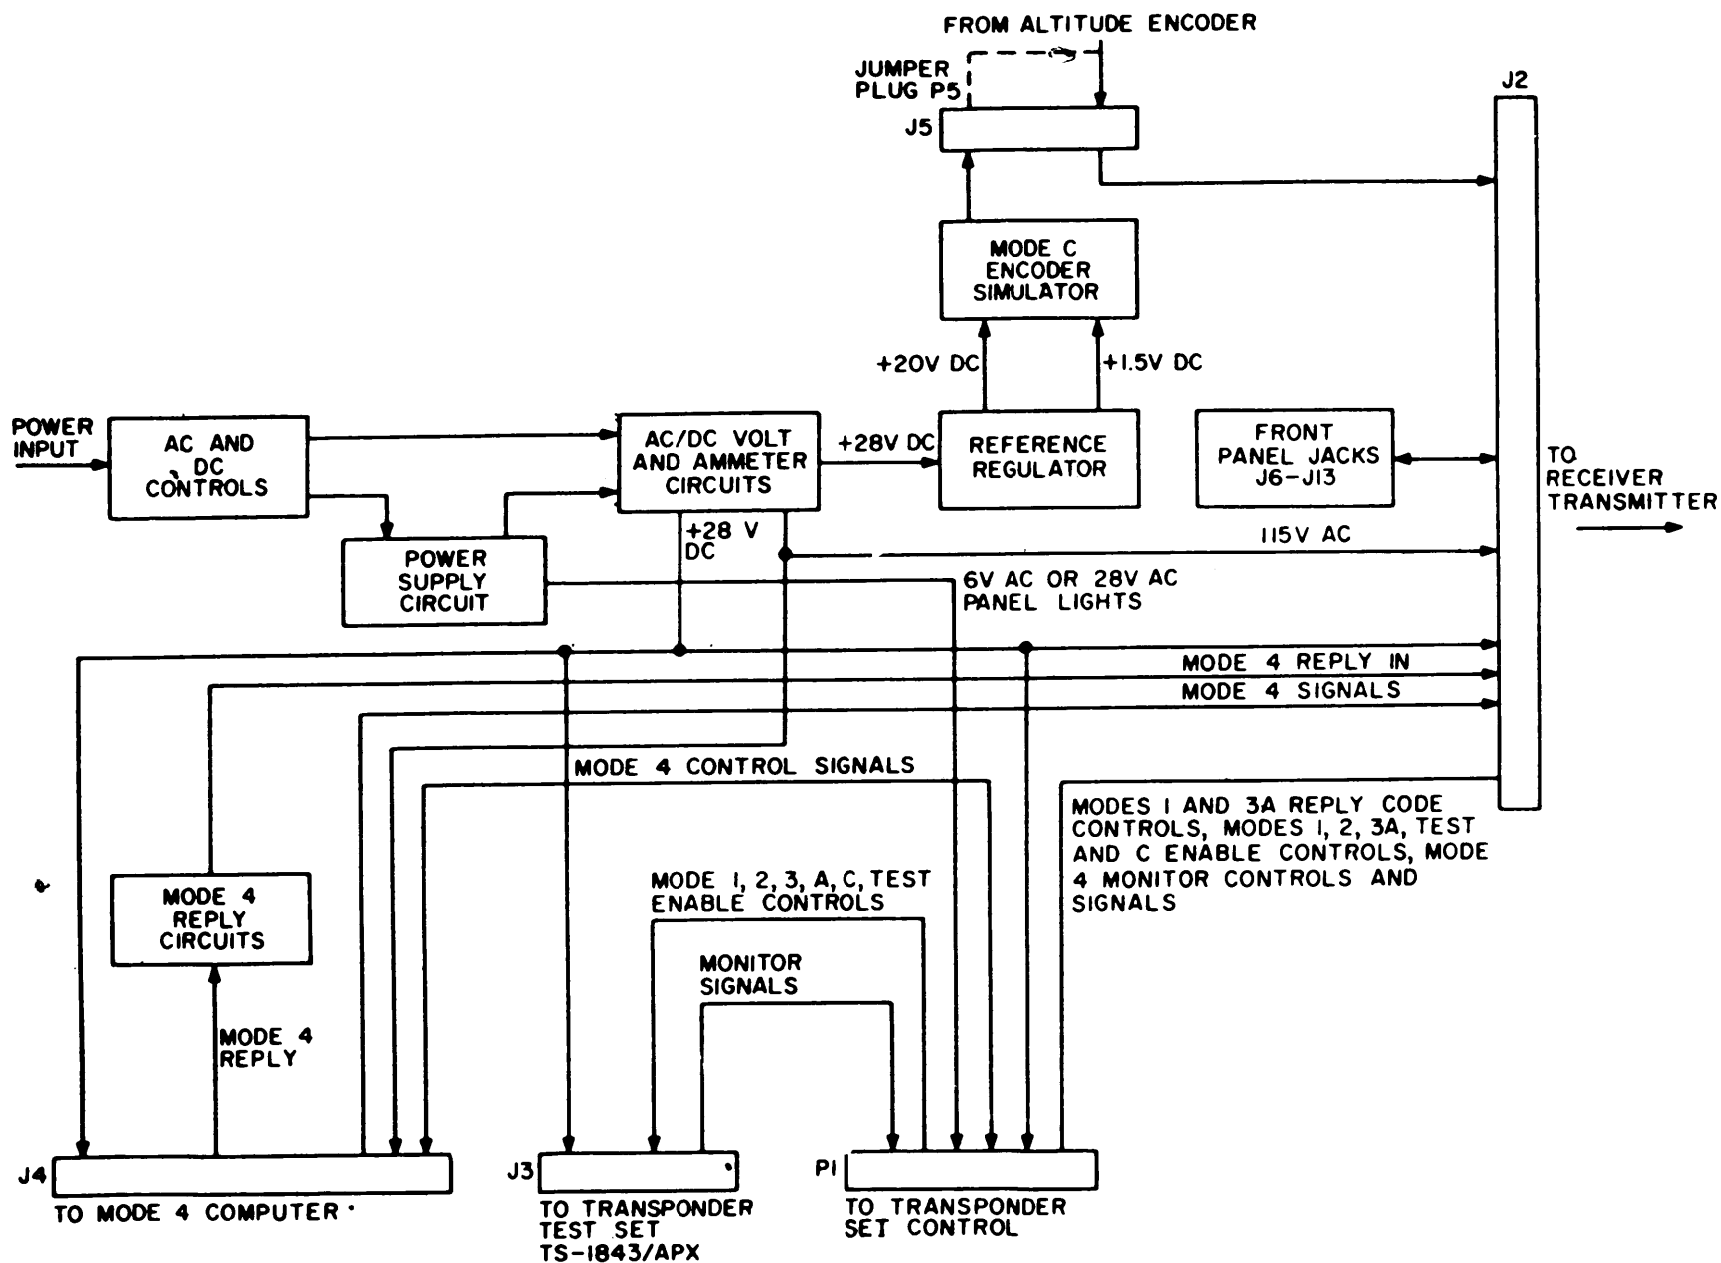 FROM ALTITUDE ENCODER
JUMPER
PLUG P5
J5
J2
MODE C
ENCODER
SIMULATOR
+20V DC
+1.5V DC
POWER
INPUT
AC AND
DC
CONTROLS
AC/DC VOLT
AND AMMETER
CIRCUITS
+28V DC
REFERENCE
REGULATOR
FRONT
PANEL JACKS
J6-J13
TO
RECEIVER
TRANSMITTER
+28 V
DC
115V AC
POWER
SUPPLY
CIRCUIT
6V AC OR 28V AC
PANEL LIGHTS
MODE 4 REPLY IN
MODE 4 SIGNALS
MODE 4 CONTROL SIGNALS
MODES 1 AND 3A REPLY CODE
CONTROLS, MODES 1, 2, 3A, TEST
AND C ENABLE CONTROLS, MODE
4 MONITOR CONTROLS AND
SIGNALS
MODE 4
REPLY
CIRCUITS
MODE 1, 2, 3, A, C, TEST
ENABLE CONTROLS
MONITOR
SIGNALS
MODE 4
REPLY
J4
TO MODE 4 COMPUTER
J3
TO TRANSPONDER
TEST SET
TS-1843/APX
P1
TO TRANSPONDER
SET CONTROL